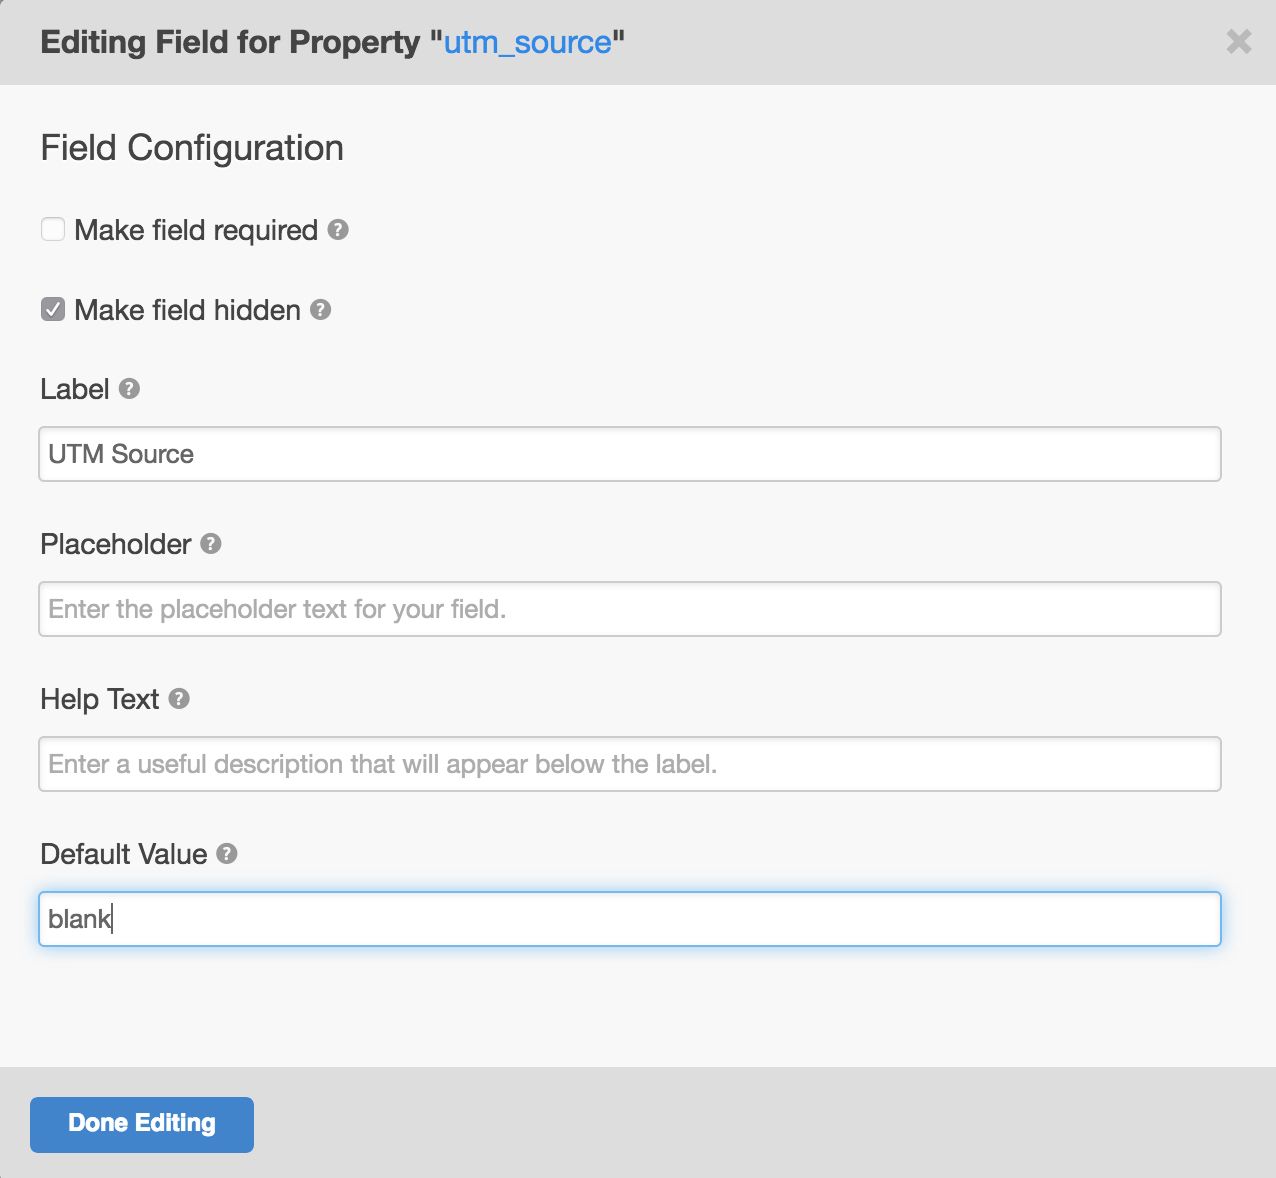 Editing Field for Property "utm_source"
Field Configuration
Make field required
Make field hidden
Label
UTM Source
Placeholder
Enter the placeholder text for your field.
Help Text
Enter a useful description that will appear below the label.
Default Value
blank
Done Editing